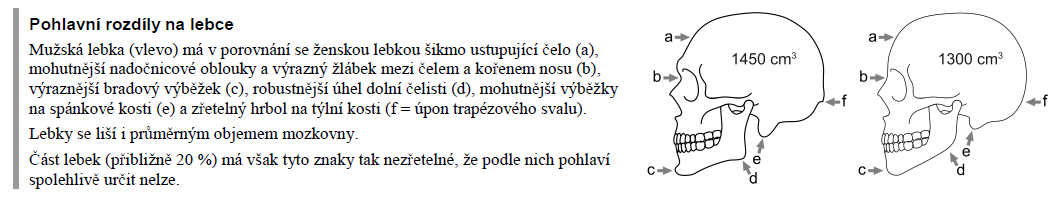 Pohlavní rozdíly na lebce
Mužská lebka (vlevo) má v porovnání se ženskou lebkou šikmo ustupující čelo (a),
mohutnější nadočnicové oblouky a výrazný žlábek mezi čelem a kořenem nosu (b),
výraznější bradový výběžek (c), robustnější úhel dolní čelisti (d), mohutnější výběžky
na spánkové kosti (e) a zřetelný hrbol na týlní kosti (f = úpon trapézového svalu).
Lebky se liší i průměrným objemem mozkovny.
Část lebek (přibližně 20 %) má však tyto znaky tak nezřetelné, že podle nich pohlaví
spolehlivě určit nelze.
a
1450 cm³
b
f
e
c
d
a
1300 cm³
b
f
e
c
d